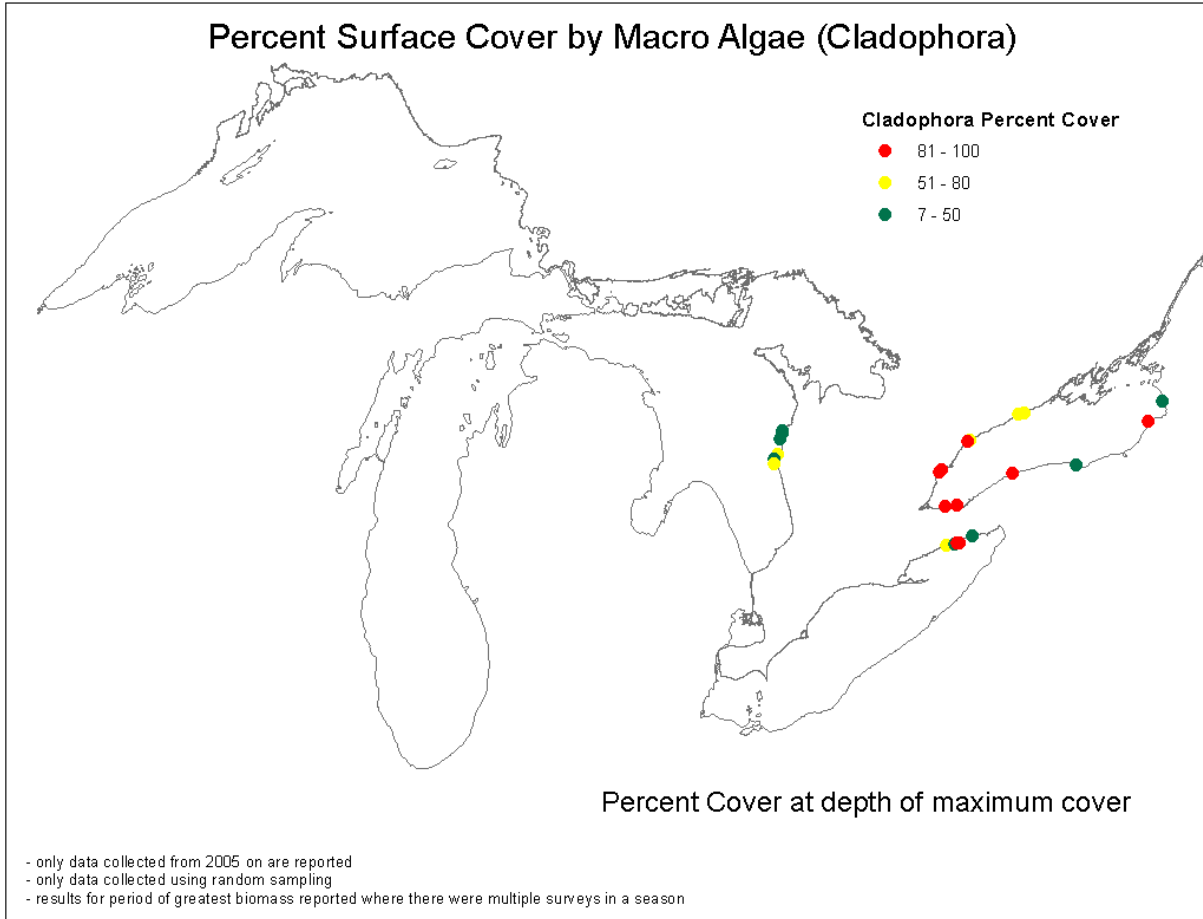 Percent Surface Cover by Macro Algae (Cladophora)
Cladophora Percent Cover
81 - 100
51 - 80
7 - 50
Percent Cover at depth of maximum cover
- only data collected from 2005 on are reported
- only data collected using random sampling
- results for period of greatest biomass reported where there were multiple surveys in a season